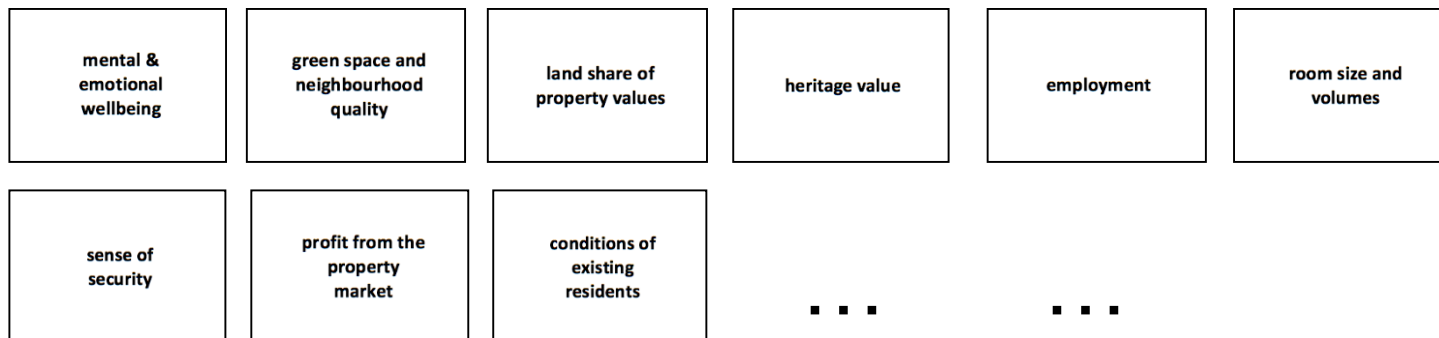 mental &
emotional
wellbeing
green space and
neighbourhood
quality
land share of
property values
heritage value
employment
room size and
volumes
sense of
security
profit from the
property
market
conditions of
existing
residents
... ...